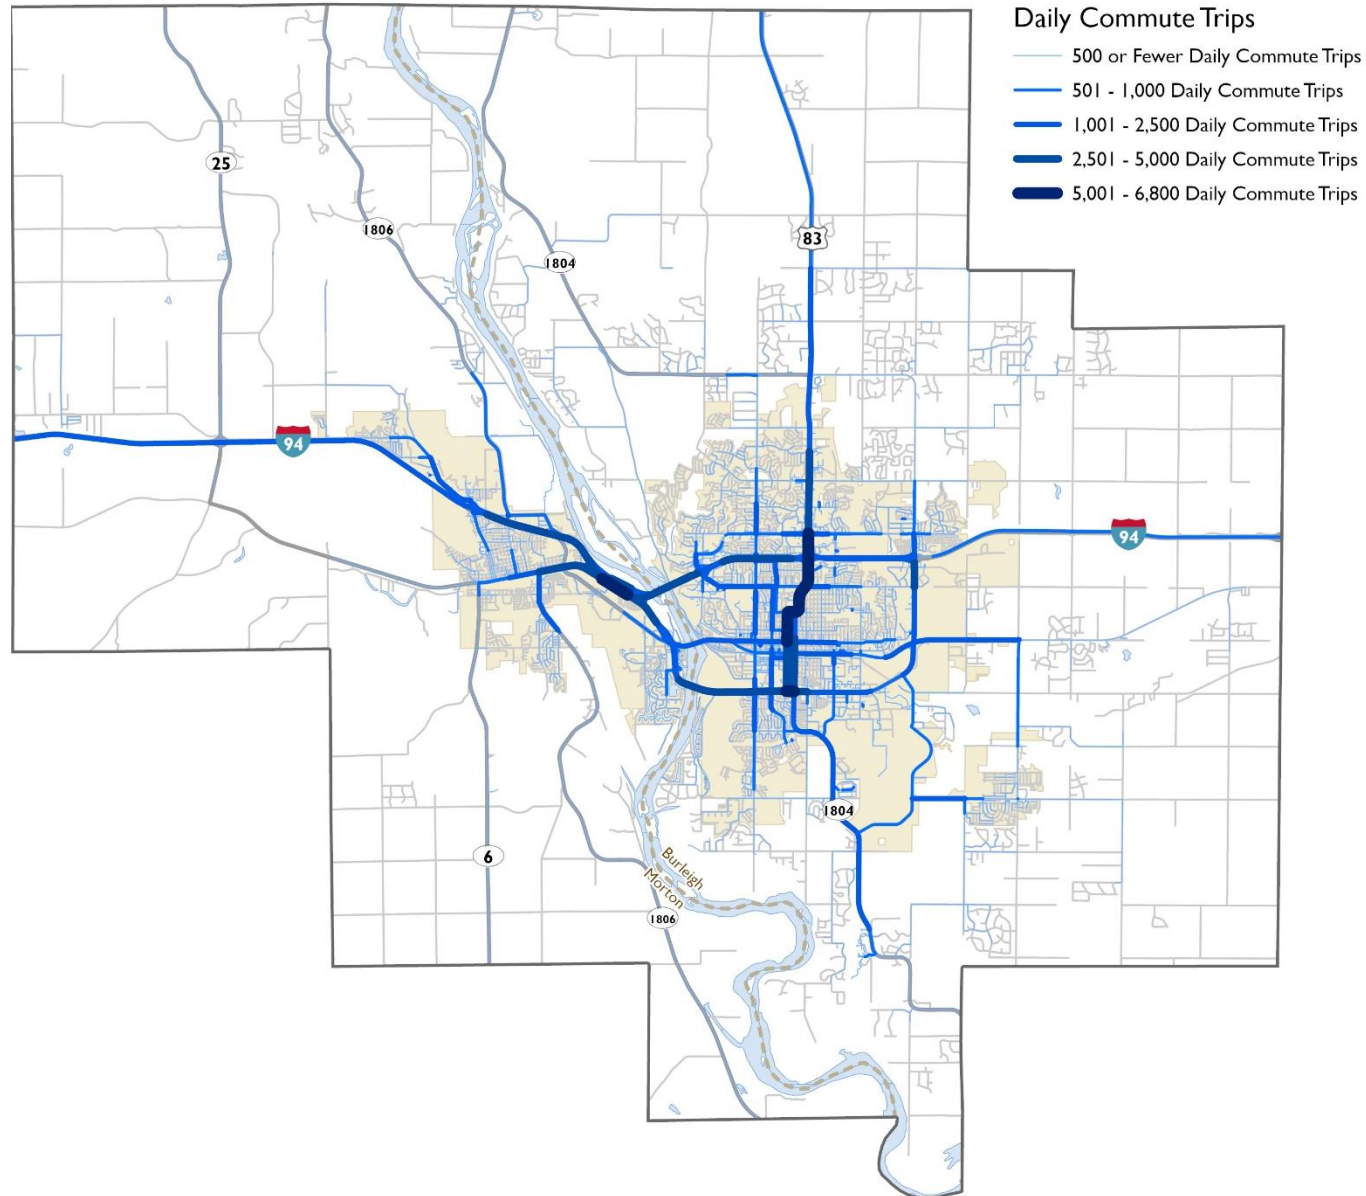 Daily Commute Trips
500 or Fewer Daily Commute Trips
501 - 1,000 Daily Commute Trips
1,001 - 2,500 Daily Commute Trips
2,501 - 5,000 Daily Commute Trips
5,001 - 6,800 Daily Commute Trips
25
1806
83
1804
94
94
1804
6
Burleigh
Morton
1806